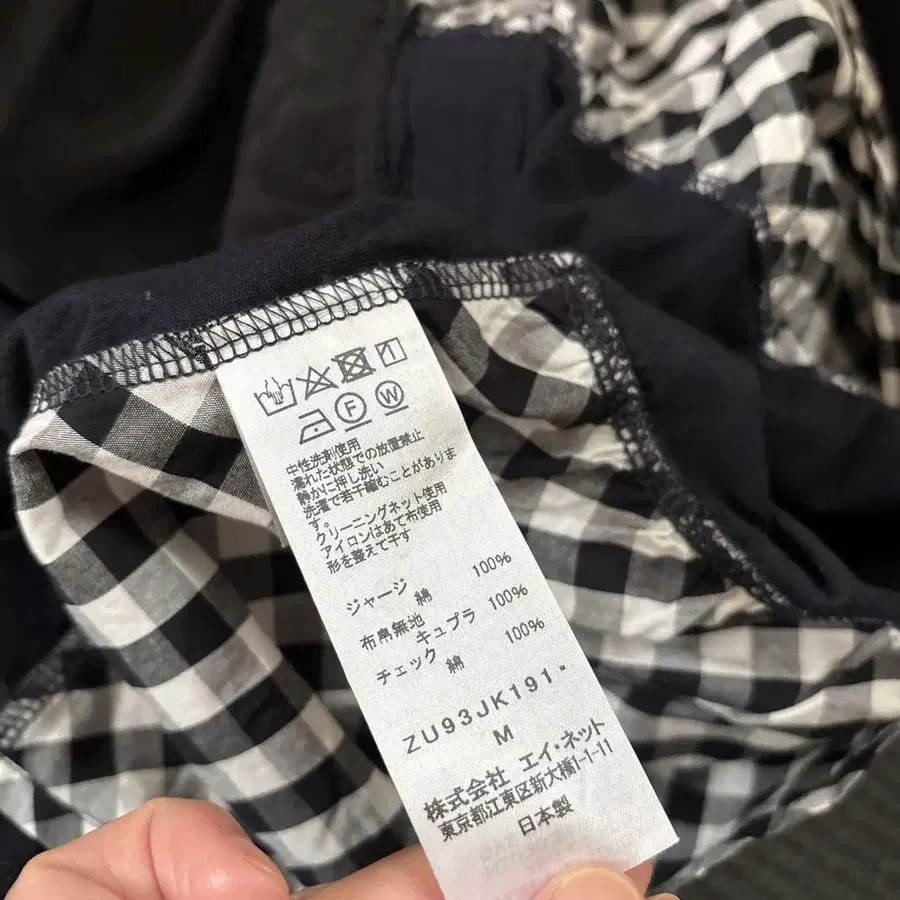 F W
中性洗剤使用
濡れた状態での放置禁止
静かに押し洗い
洗濯で若干縮むことがありま
す。
クリーニングネット使用
アイロンはあて布使用
形を整えて干す
ジャージ
綿 100%
布帛無地
キュプラ 100%
チェック
綿 100%
ZU93JK191-
M
株式会社 エイ・ネット
東京都江東区新大橋1-1-11
日本製